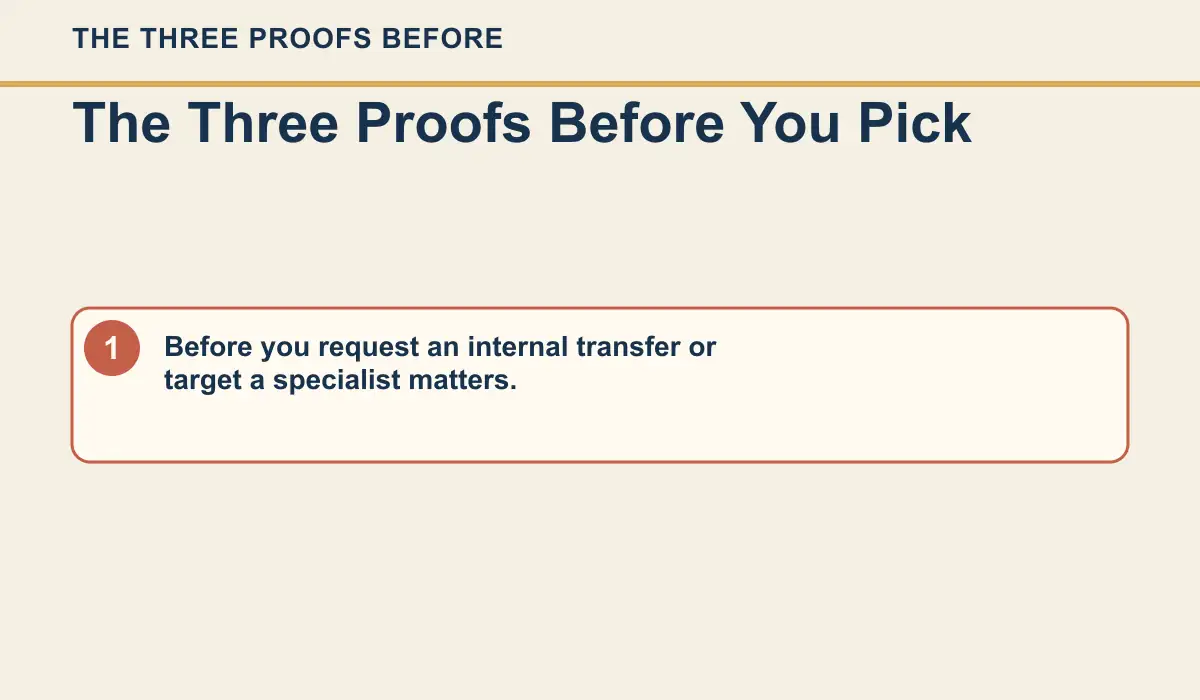 THE THREE PROOFS BEFORE
The Three Proofs Before You Pick
1
Before you request an internal transfer or
target a specialist matters.